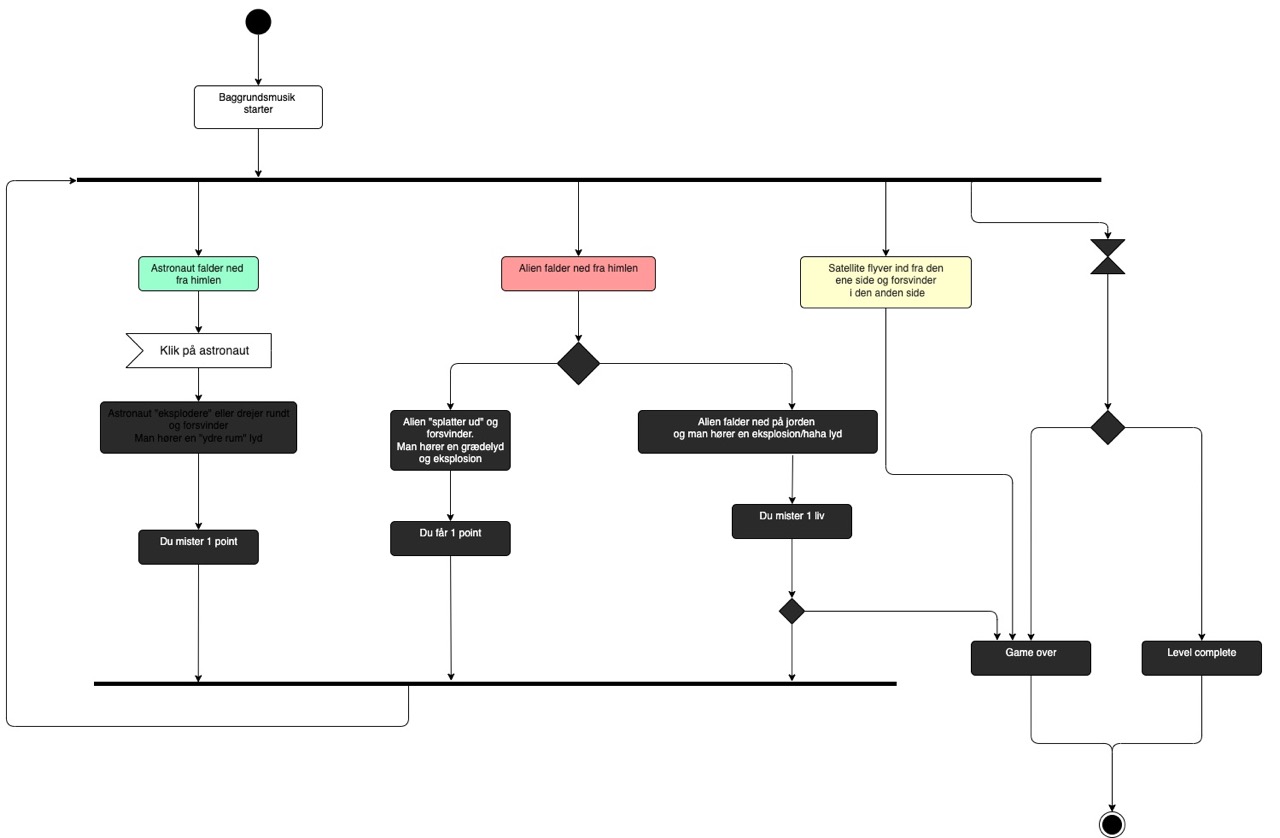 Baggrundsmusik
starter
Astronaut falder ned
fra himlen
Alien falder ned fra himlen
Satellite flyver ind fra den
ene side og forsvinder
i den anden side
Klik på astronaut
Astronaut "eksplodere" eller drejer rundt
og forsvinder
Man hører en "ydre rum" lyd
Alien "splatter ud" og
forsvinder.
Man hører en grædelyd
og eksplosion
Alien falder ned på jorden
og man hører en eksplosion/haha lyd
Du mister 1 point
Du får 1 point
Du mister 1 liv
Game over
Level complete